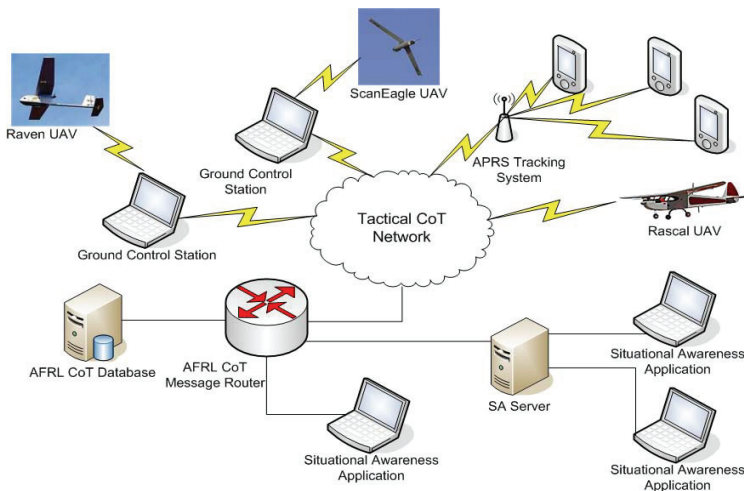 ScanEagle UAV
Raven UAV
Ground Control
Station
APRS Tracking
System
Tactical CoT
Network
Rascal UAV
Ground Control Station
AFRL CoT Database
AFRL CoT
Message Router
SA Server
Situational Awareness
Application
Situational Awareness
Application
Situational Awareness
Application